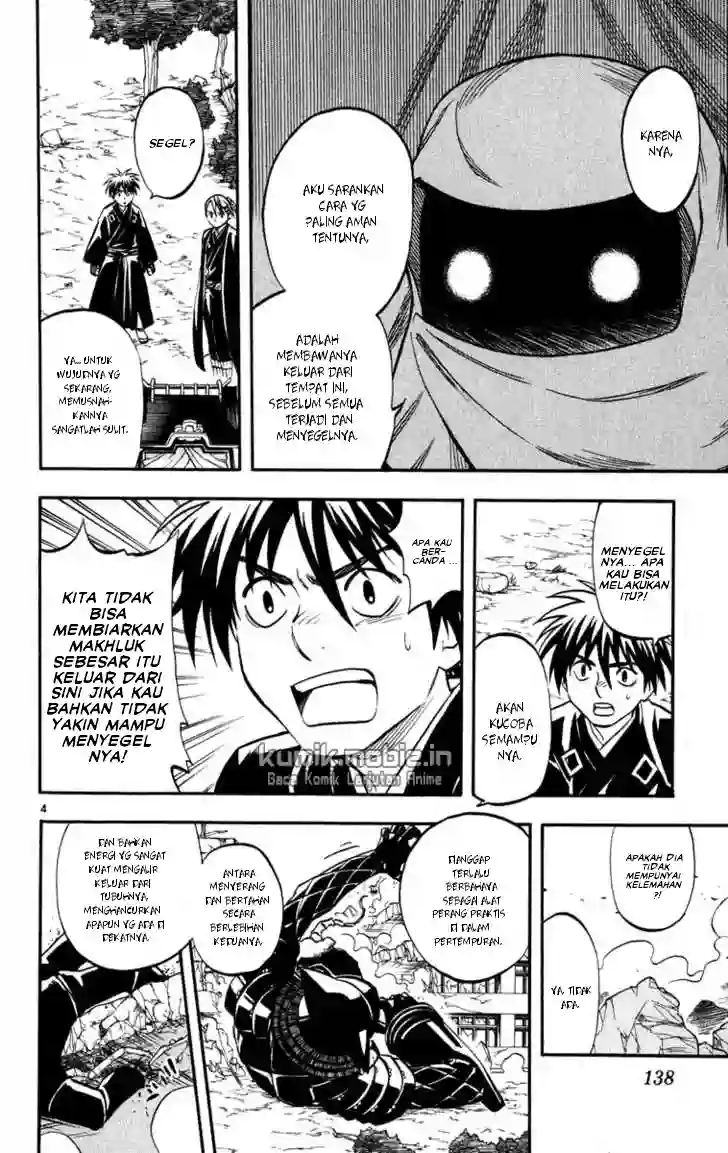 KARENA
NYA,
AKU SARANKAN
CARA YG
PALING AMAN
TENTUNYA,
ADALAH
MEMBAWANYA
KELUAR DARI
TEMPAT INI,
SEBELUM SEMUA
TERJADI DAN
MENYEGELNYA.
SEGEL?
YA... UNTUK
WUJUDNYA YG
SEKARANG,
MEMUSNAH-
KANNYA
SANGATLAH SULIT.
MENYEGEL
NYA... APA
KAU BISA
MELAKUKAN
ITU?!
AKAN
KUCOBA
SEMAMPU
NYA.
APA KAU
BER-
CANDA ...
KITA TIDAK
BISA
MEMBIARKAN
MAKHLUK
SEBESAR ITU
KELUAR DARI
SINI JIKA KAU
BAHKAN TIDAK
YAKIN MAMPU
MENYEGEL
NYA!
kumik.mobie.in
Baca Komik Lanjutan Anime
4
APAKAH DIA
TIDAK
MEMPUNYAI
KELEMAHAN
?!
YA, TIDAK
ADA.
DIANGGAP
TERLALU
BERBAHAYA
SEBAGAI ALAT
PERANG PRAKTIS
DI DALAM
PERTEMPURAN.
ANTARA
MENYERANG
DAN BERTAHAN
SECARA
BERLEBIHAN
KEDUANYA.
DAN BAHKAN
ENERGI YG SANGAT
KUAT MENGALIR
KELUAR DARI
TUBUHNYA,
MENGHANCURKAN
APAPUN YG ADA DI
DEKATNYA.
138